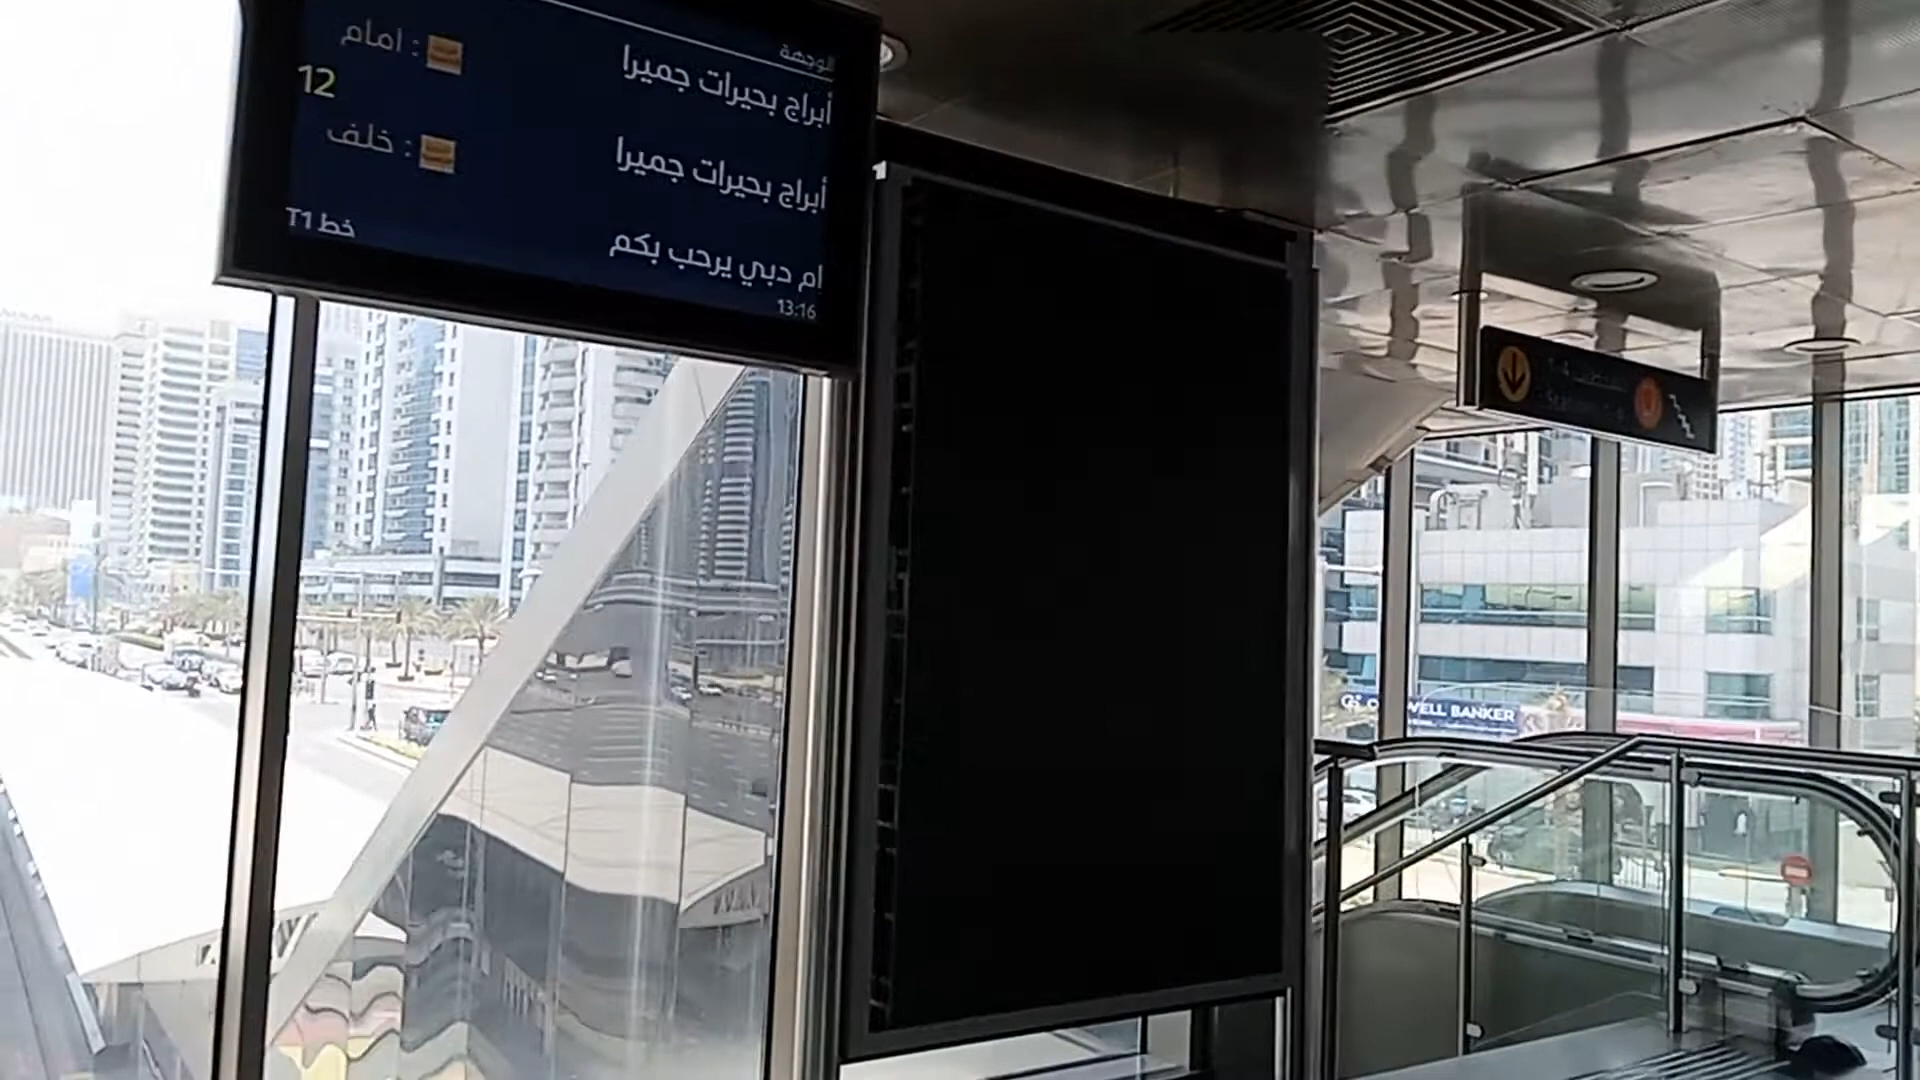 الوجهة
أبراج بحيرات جميرا
: امام
12
أبراج بحيرات جميرا
: خلف
ام دبي يرحب بكم
خط T1
13:16
WELL BANKER